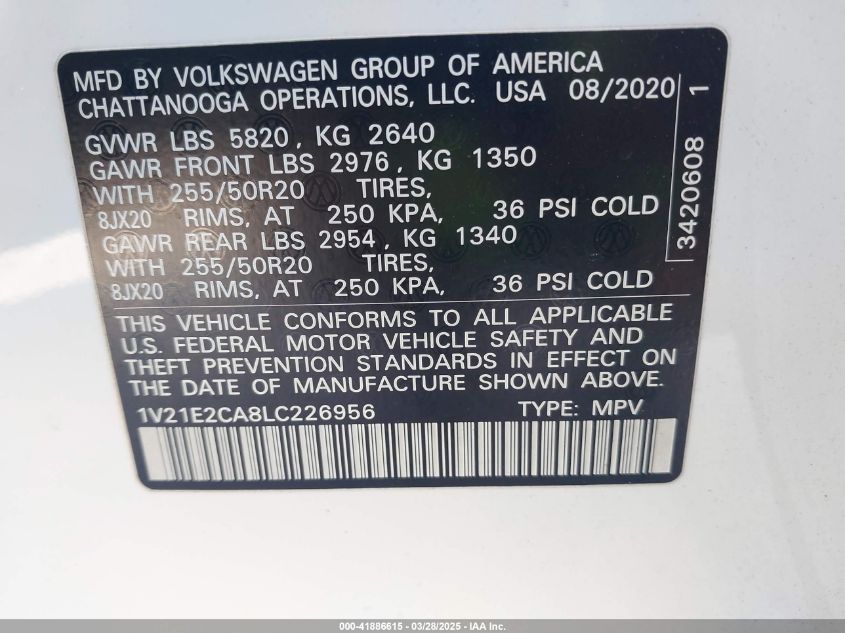 MFD BY VOLKSWAGEN GROUP OF AMERICA
CHATTANOOGA OPERATIONS, LLC. USA 08/2020
GVWR LBS 5820, KG 2640
GAWR FRONT LBS 2976, KG 1350
WITH 255/50R20 TIRES,
8JX20 RIMS, AT 250 KPA, 36 PSI COLD
GAWR REAR LBS 2954, KG 1340
WITH 255/50R20 TIRES,
8JX20 RIMS, AT 250 KPA, 36 PSI COLD
THIS VEHICLE CONFORMS TO ALL APPLICABLE
U.S. FEDERAL MOTOR VEHICLE SAFETY AND
THEFT PREVENTION STANDARDS IN EFFECT ON
THE DATE OF MANUFACTURE SHOWN ABOVE.
1V21E2CA8LC226956 TYPE: MPV
3420608 1
000-41886615 - 03/28/2025 - IAA Inc.